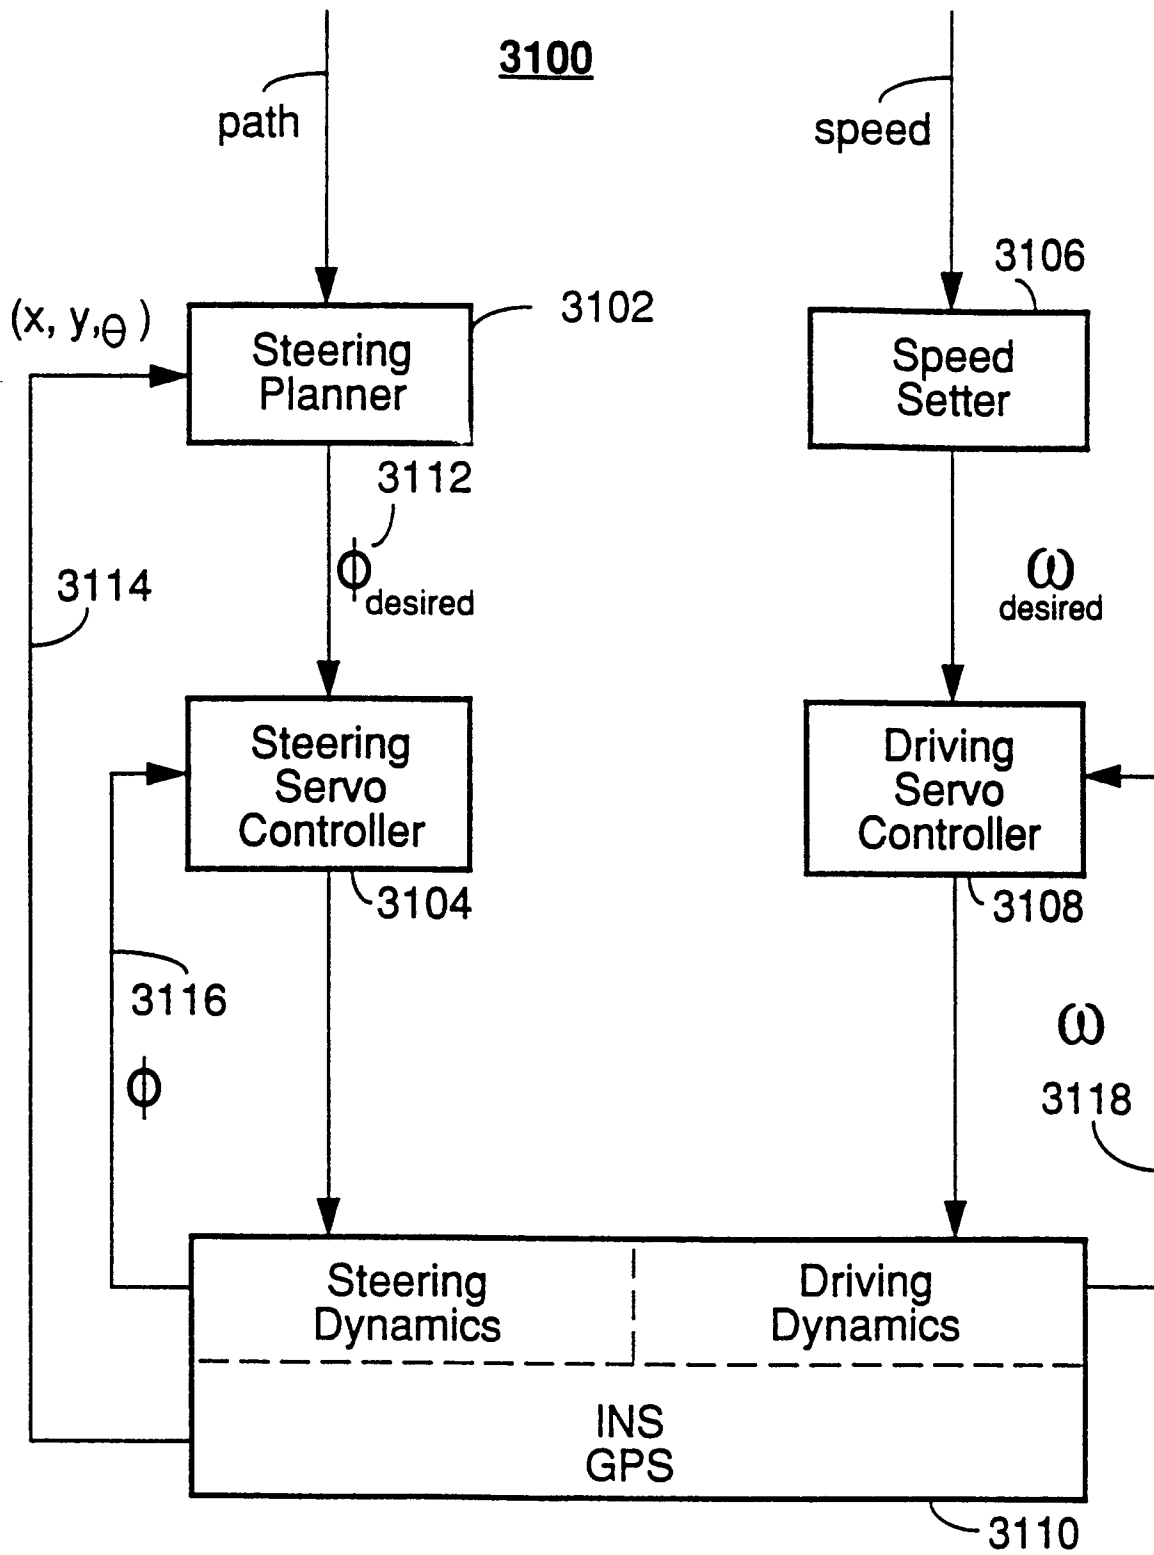 3100
path
speed
3106
(x, y,θ )
3102
Steering
Planner
Speed
Setter
3112
ϕ
desired
ω
desired
3114
Steering
Servo
Controller
Driving
Servo
Controller
3104
3108
3116
ϕ
ω
3118
Steering
Dynamics
Driving
Dynamics
INS
GPS
3110